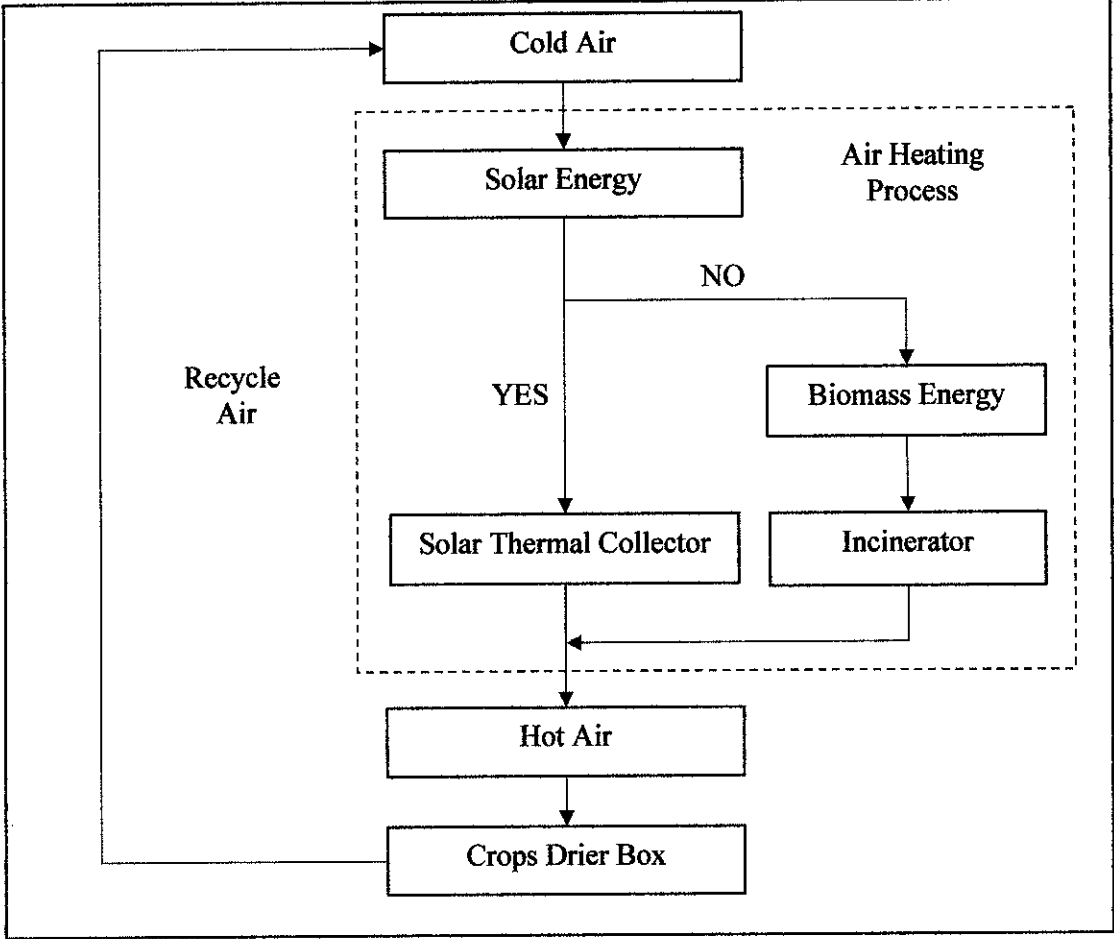 Cold Air
Solar Energy
Air Heating
Process
NO
Recycle
Air
YES
Biomass Energy
Solar Thermal Collector
Incinerator
Hot Air
Crops Drier Box